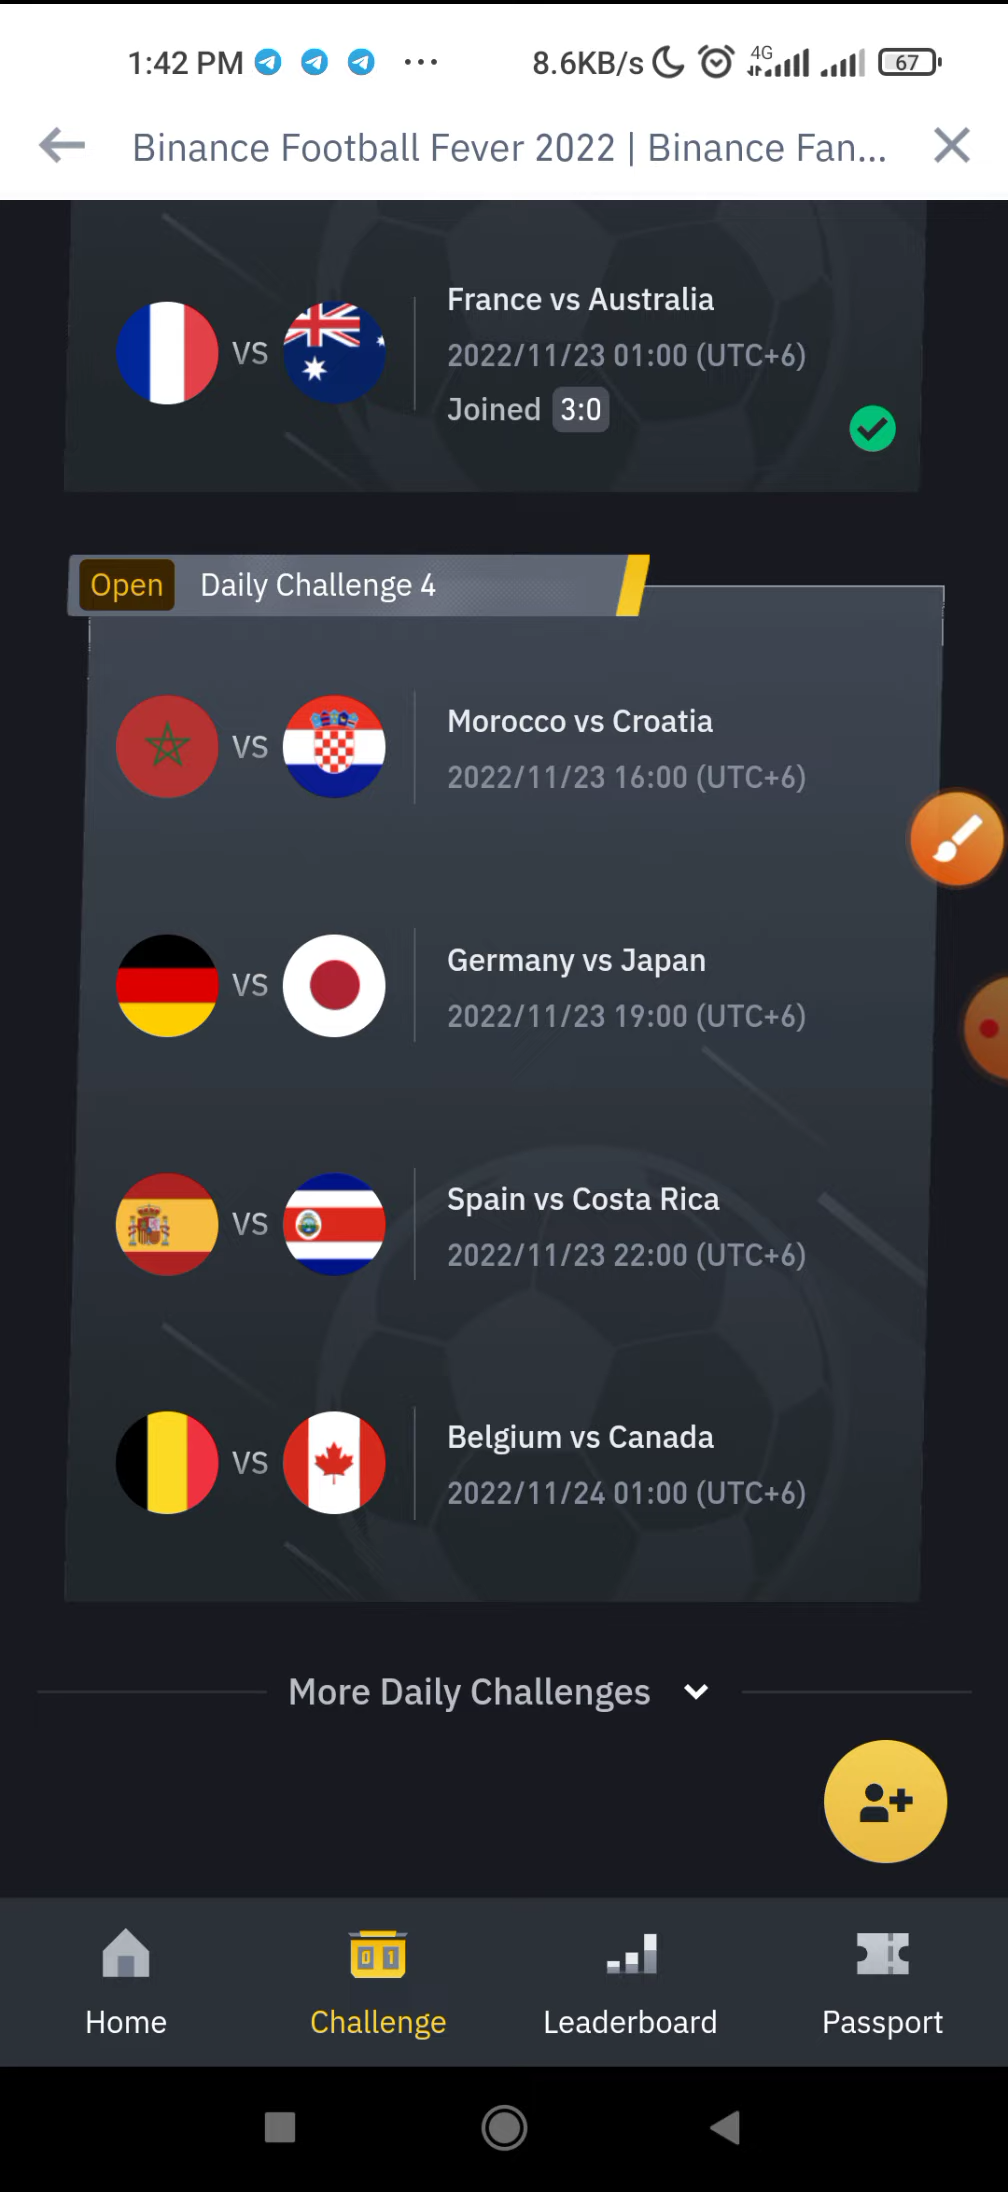 1:42 PM ... 8.6KB/s 4G 67
Binance Football Fever 2022 | Binance Fan...
France vs Australia
VS
2022/11/23 01:00 (UTC+6)
Joined 3:0
Open Daily Challenge 4
Morocco vs Croatia
VS
2022/11/23 16:00 (UTC+6)
Germany vs Japan
VS
2022/11/23 19:00 (UTC+6)
Spain vs Costa Rica
VS
2022/11/23 22:00 (UTC+6)
Belgium vs Canada
VS
2022/11/24 01:00 (UTC+6)
More Daily Challenges
01
Home Challenge Leaderboard Passport